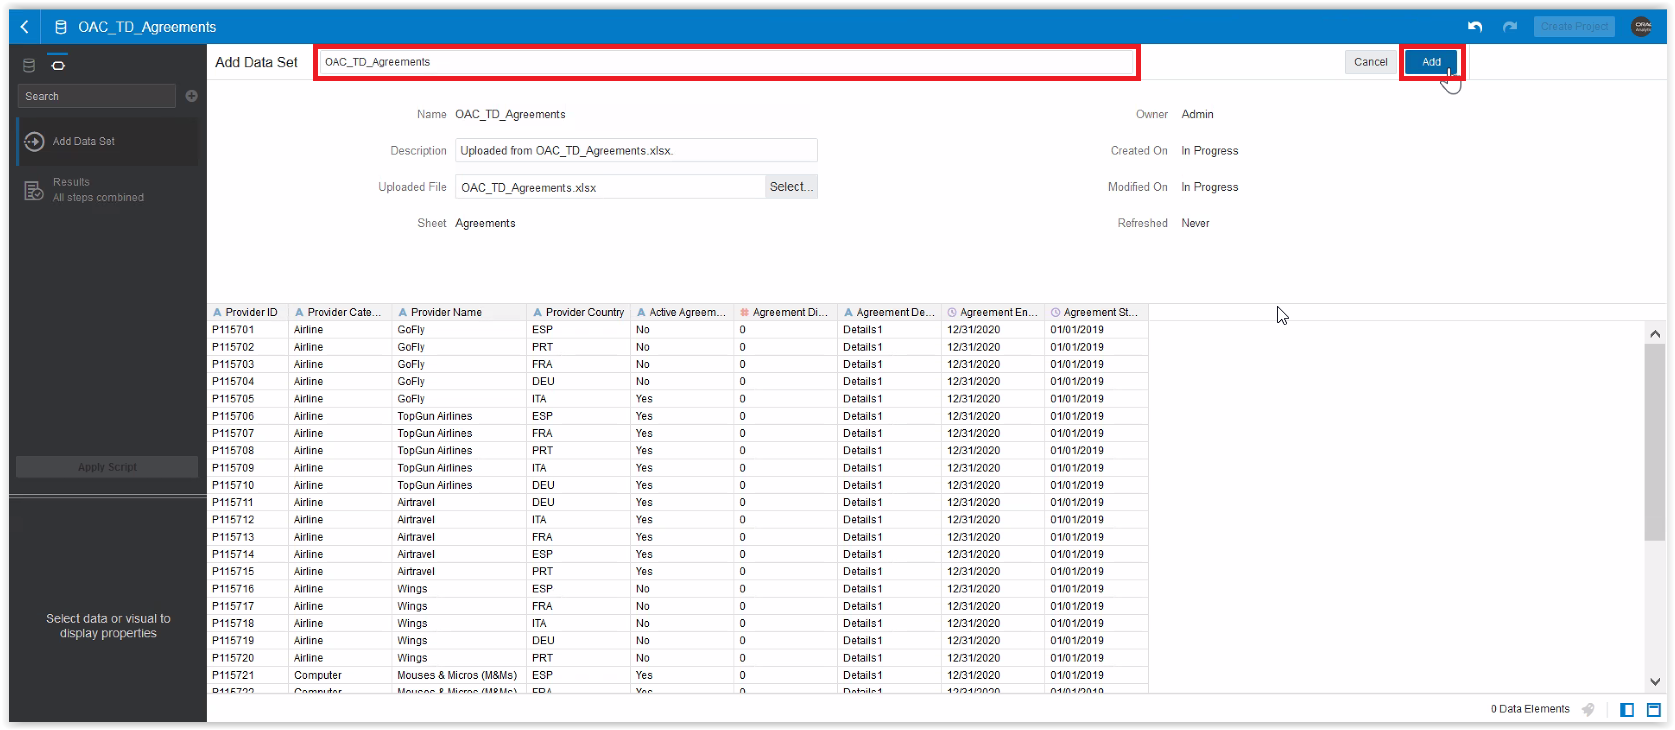 OAC_TD_Agreements
Create Project
Add Data Set
OAC_TD_Agreements
Cancel
Add
Search
Add Data Set
Results
All steps combined
Apply Script
Select data or visual to
display properties
Name OAC_TD_Agreements
Owner Admin
Description Uploaded from OAC_TD_Agreements.xlsx.
Created On In Progress
Uploaded File OAC_TD_Agreements.xlsx Select...
Modified On In Progress
Sheet Agreements
Refreshed Never
Provider ID Provider Cate... Provider Name Provider Country Active Agreem... Agreement Di... Agreement De... Agreement En... Agreement St...
P115701 Airline GoFly ESP No 0 Details1 12/31/2020 01/01/2019
P115702 Airline GoFly PRT No 0 Details1 12/31/2020 01/01/2019
P115703 Airline GoFly FRA No 0 Details1 12/31/2020 01/01/2019
P115704 Airline GoFly DEU No 0 Details1 12/31/2020 01/01/2019
P115705 Airline GoFly ITA Yes 0 Details1 12/31/2020 01/01/2019
P115706 Airline TopGun Airlines ESP Yes 0 Details1 12/31/2020 01/01/2019
P115707 Airline TopGun Airlines FRA Yes 0 Details1 12/31/2020 01/01/2019
P115708 Airline TopGun Airlines PRT Yes 0 Details1 12/31/2020 01/01/2019
P115709 Airline TopGun Airlines ITA Yes 0 Details1 12/31/2020 01/01/2019
P115710 Airline TopGun Airlines DEU Yes 0 Details1 12/31/2020 01/01/2019
P115711 Airline Airtravel DEU Yes 0 Details1 12/31/2020 01/01/2019
P115712 Airline Airtravel ITA Yes 0 Details1 12/31/2020 01/01/2019
P115713 Airline Airtravel FRA Yes 0 Details1 12/31/2020 01/01/2019
P115714 Airline Airtravel ESP Yes 0 Details1 12/31/2020 01/01/2019
P115715 Airline Airtravel PRT Yes 0 Details1 12/31/2020 01/01/2019
P115716 Airline Wings ESP No 0 Details1 12/31/2020 01/01/2019
P115717 Airline Wings FRA No 0 Details1 12/31/2020 01/01/2019
P115718 Airline Wings ITA No 0 Details1 12/31/2020 01/01/2019
P115719 Airline Wings DEU No 0 Details1 12/31/2020 01/01/2019
P115720 Airline Wings PRT No 0 Details1 12/31/2020 01/01/2019
P115721 Computer Mouses & Micros (M&Ms) ESP Yes 0 Details1 12/31/2020 01/01/2019
P115722 Computer Mouses & Micros (M&Ms) FRA Yes 0 Details1 12/31/2020 01/01/2019
0 Data Elements